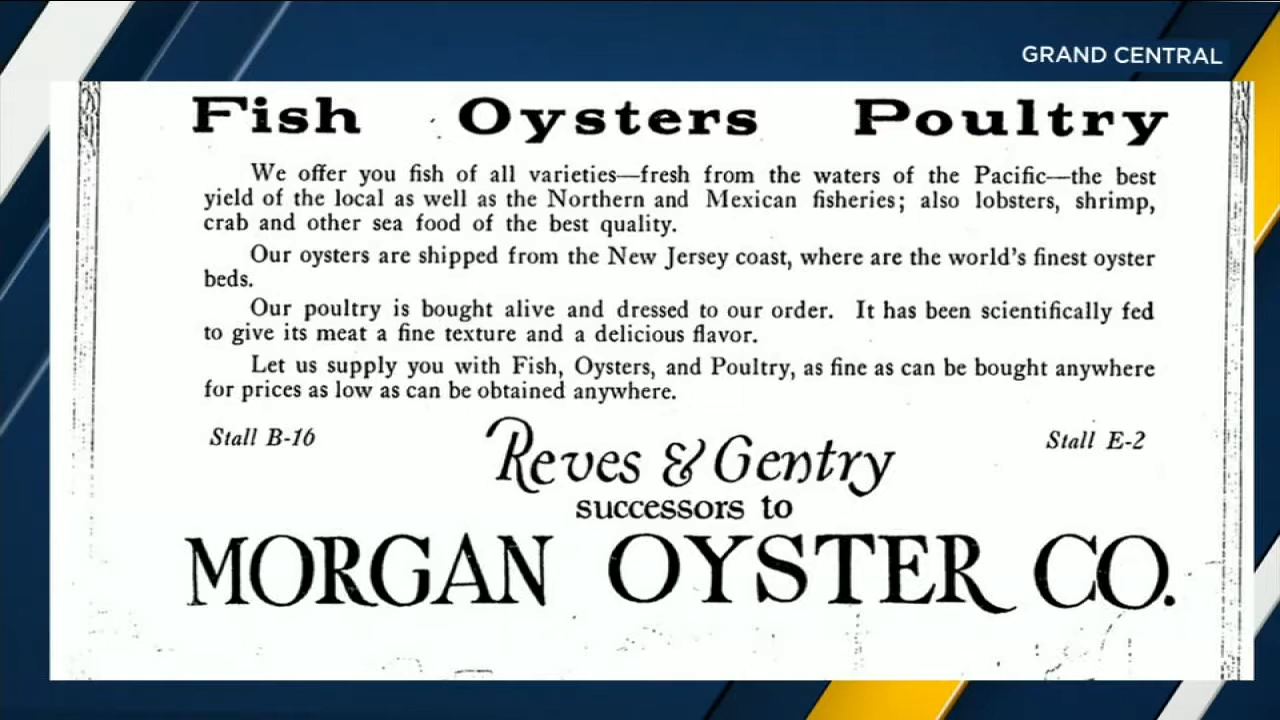 GRAND CENTRAL
Fish Oysters Poultry
We offer you fish of all varieties—fresh from the waters of the Pacific—the best
yield of the local as well as the Northern and Mexican fisheries; also lobsters, shrimp,
crab and other sea food of the best quality.
Our oysters are shipped from the New Jersey coast, where are the world's finest oyster
beds.
Our poultry is bought alive and dressed to our order. It has been scientifically fed
to give its meat a fine texture and a delicious flavor.
Let us supply you with Fish, Oysters, and Poultry, as fine as can be bought anywhere
for prices as low as can be obtained anywhere.
Stall B-16 Stall E-2
Reves & Gentry
successors to
MORGAN OYSTER CO.